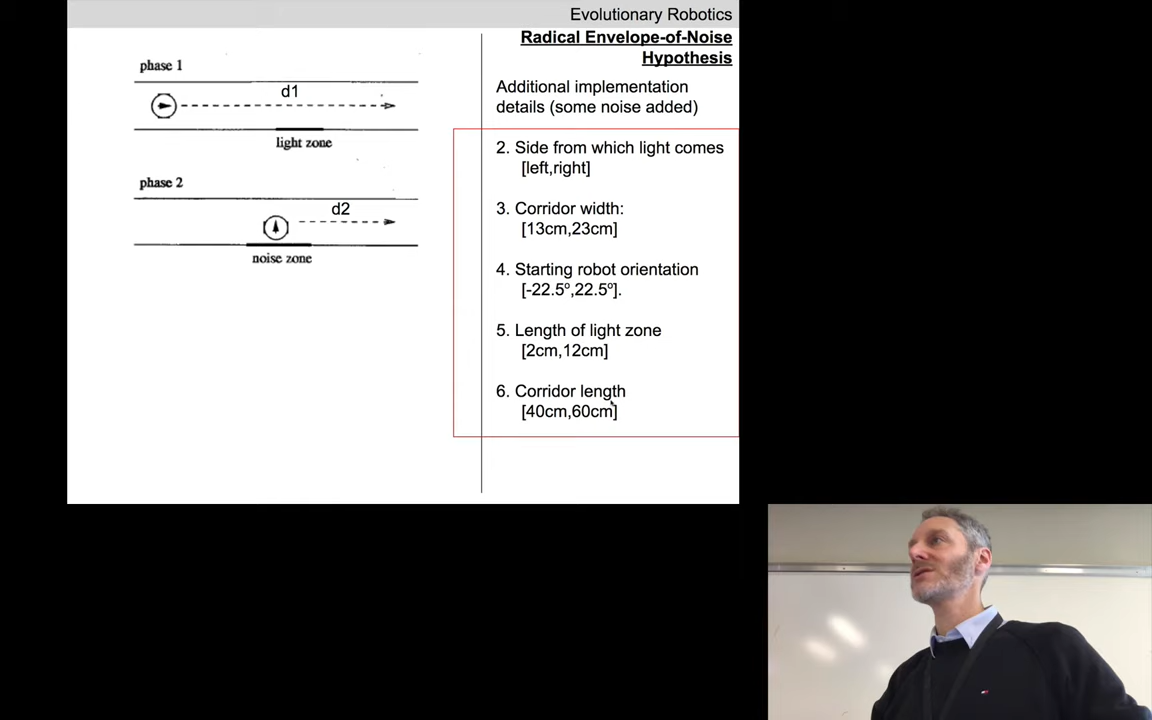 Evolutionary Robotics
Radical Envelope-of-Noise
Hypothesis
phase 1
d1
light zone
phase 2
d2
noise zone
Additional implementation
details (some noise added)
2. Side from which light comes
[left,right]
3. Corridor width:
[13cm,23cm]
4. Starting robot orientation
[-22.5º,22.5º].
5. Length of light zone
[2cm,12cm]
6. Corridor length
[40cm,60cm]